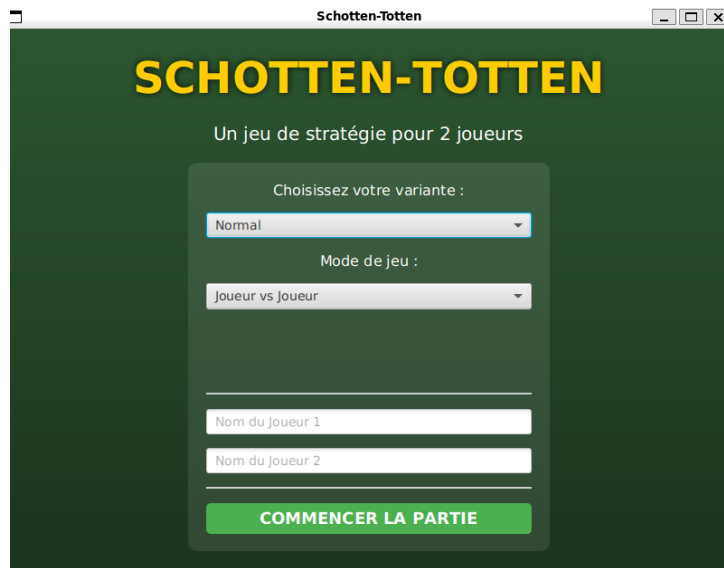 Schotten-Totten
SCHOTTEN-TOTTEN
Un jeu de stratégie pour 2 joueurs
Choisissez votre variante :
Normal
Mode de jeu :
Joueur vs Joueur
Nom du Joueur 1
Nom du Joueur 2
COMMENCER LA PARTIE